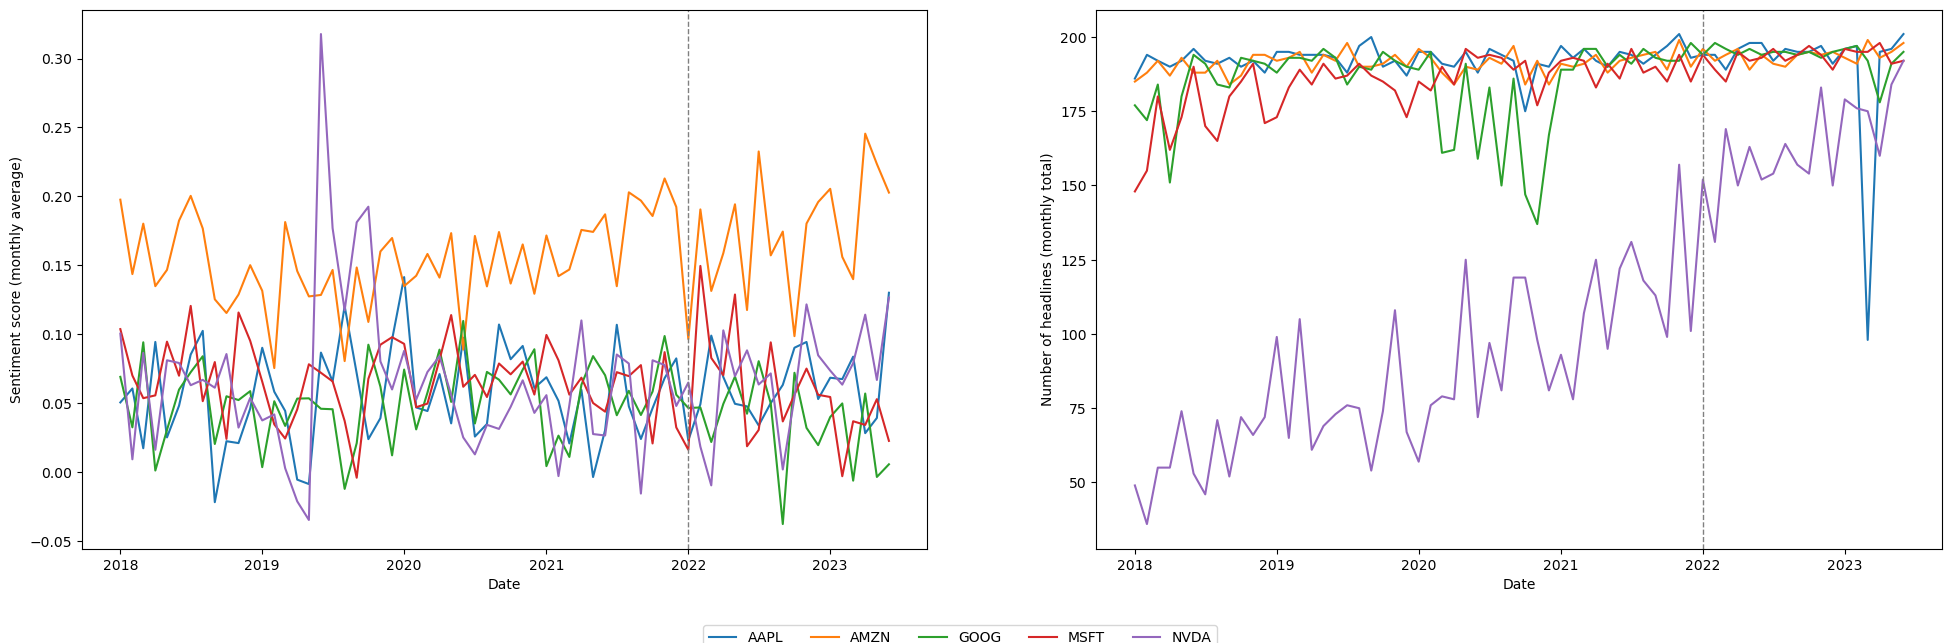 Sentiment score (monthly average)
0.30
0.25
0.20
0.15
0.10
0.05
0.00
−0.05
2018 2019 2020 2021 2022 2023
Date
Number of headlines (monthly total)
200
175
150
125
100
75
50
2018 2019 2020 2021 2022 2023
Date
AAPL AMZN GOOG MSFT NVDA